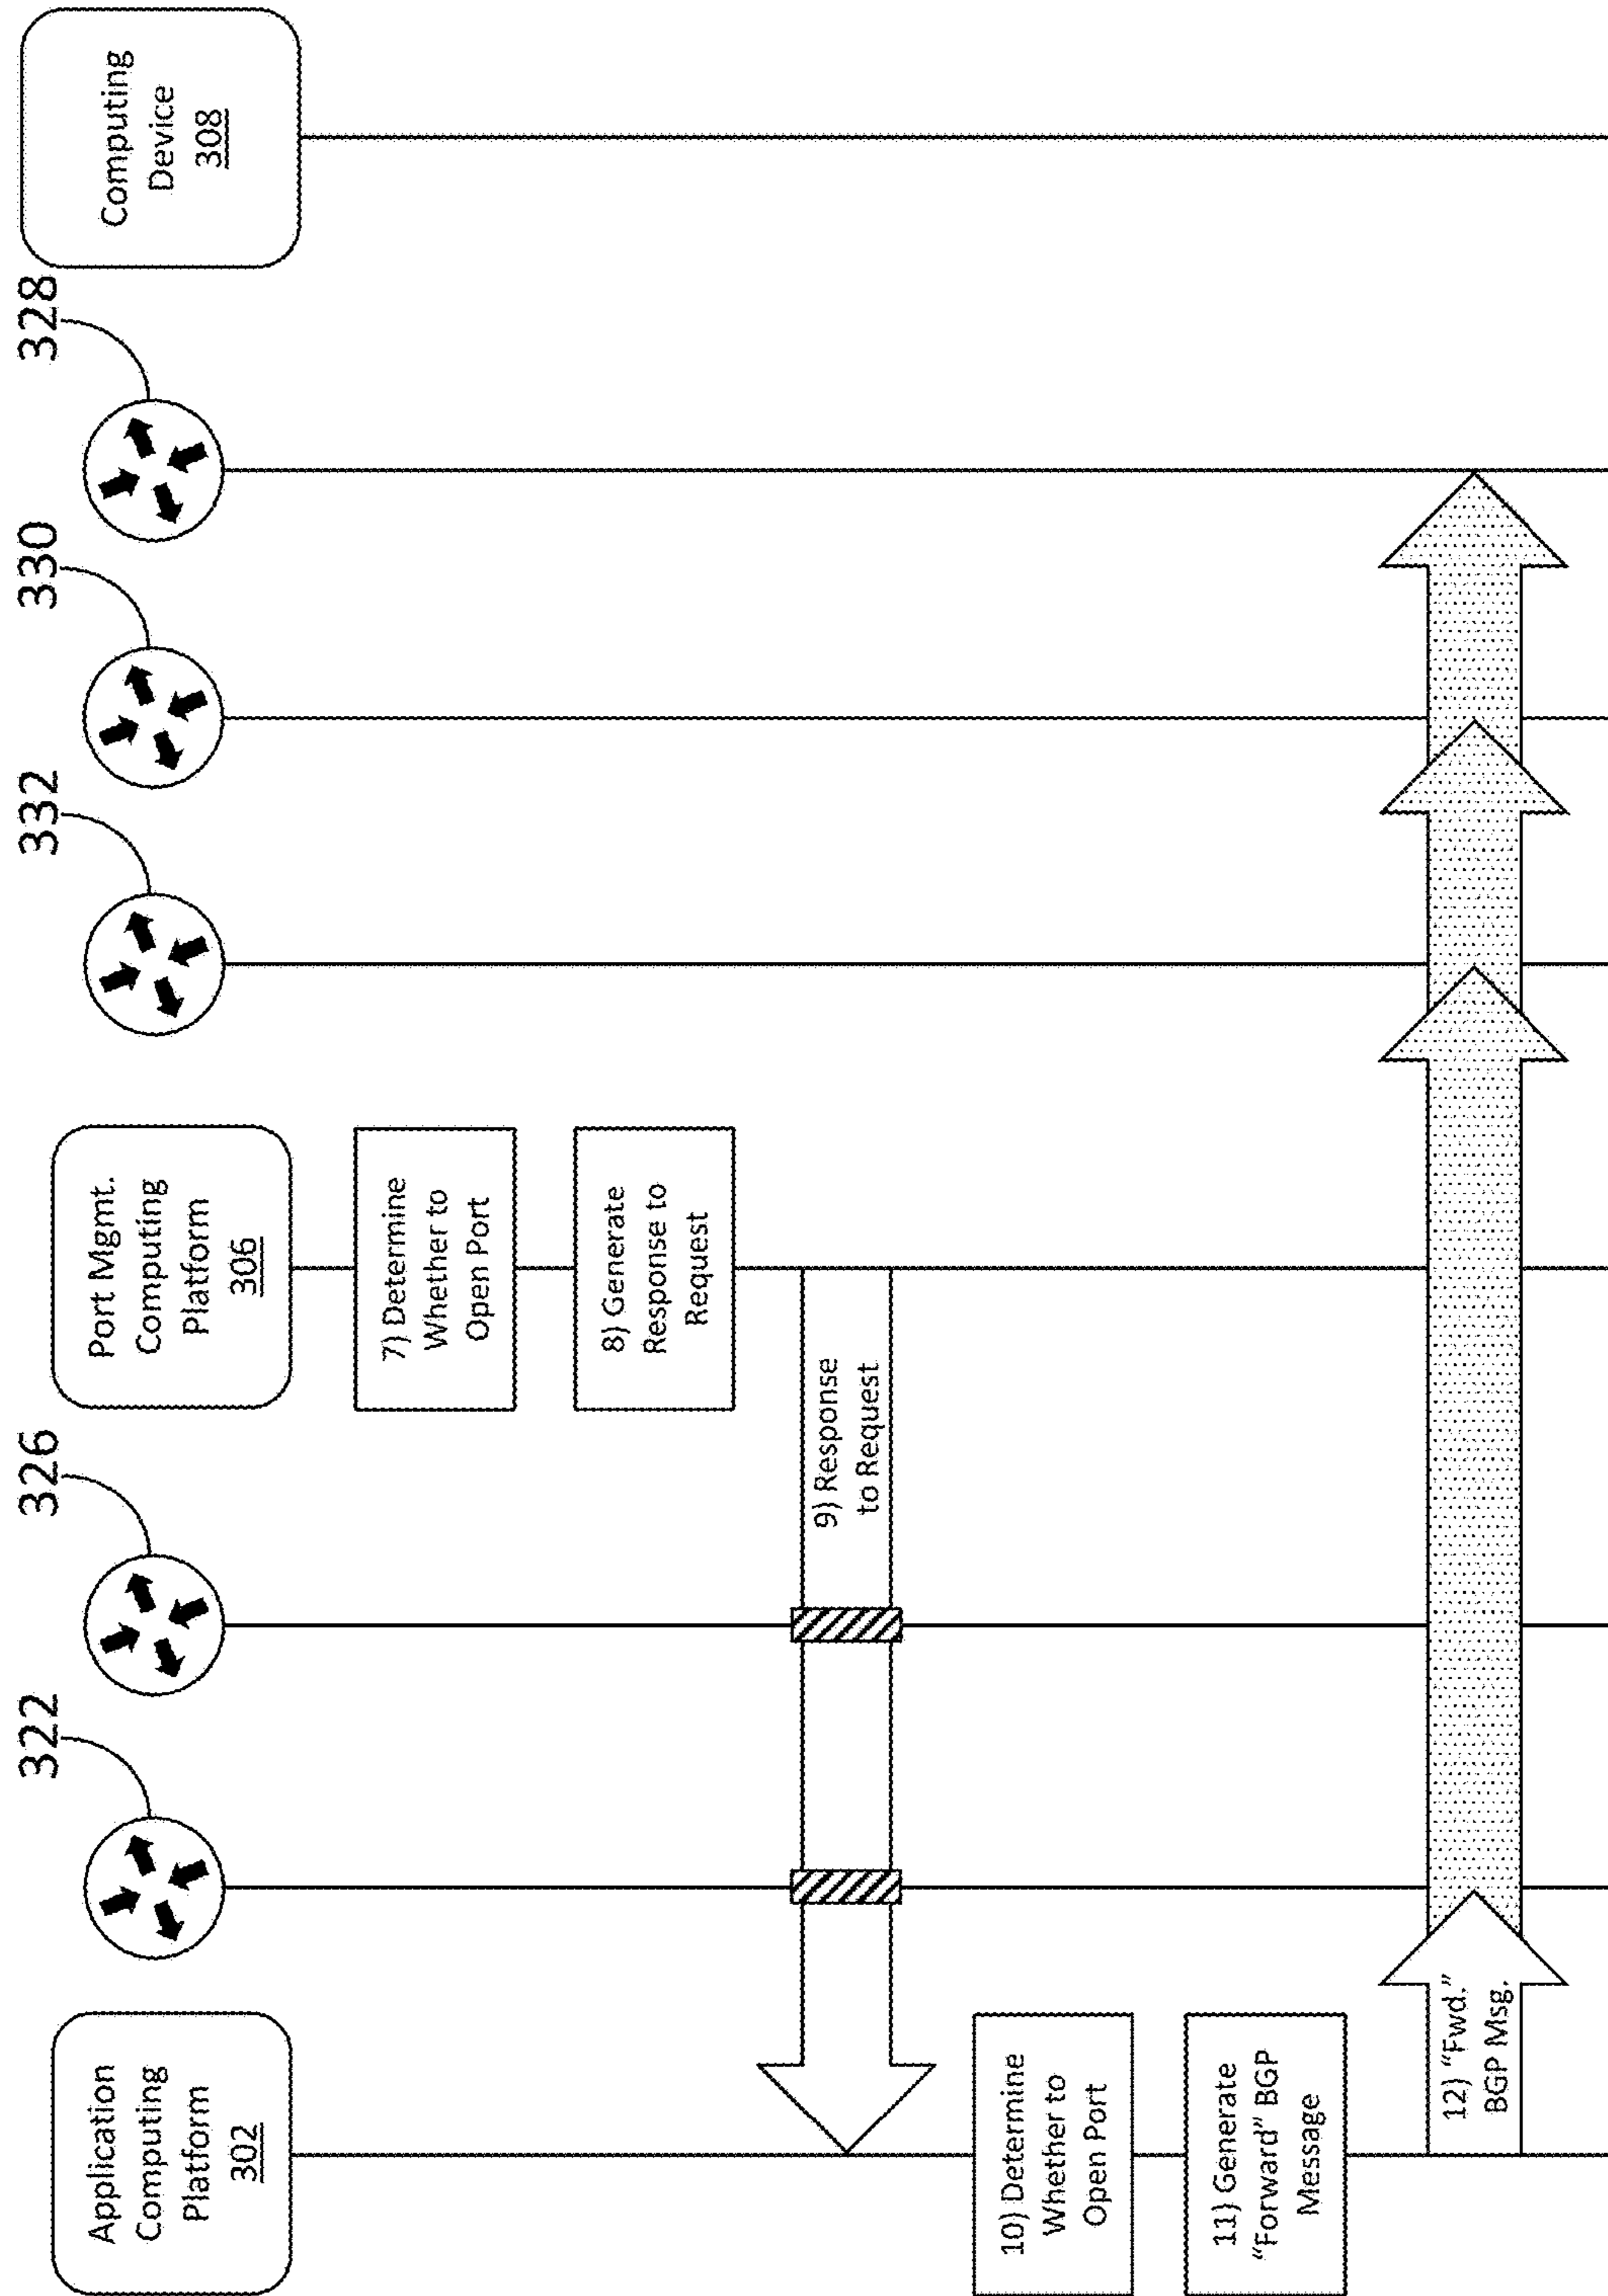 Application
Computing
Platform
302
322
326
Port Mgmt.
Computing
Platform
306
332
330
328
Computing
Device
308
7) Determine
Whether to
Open Port
8) Generate
Response to
Request
9) Response
to Request
10) Determine
Whether to
Open Port
11) Generate
“Forward” BGP
Message
12) “Fwd.”
BGP Msg.